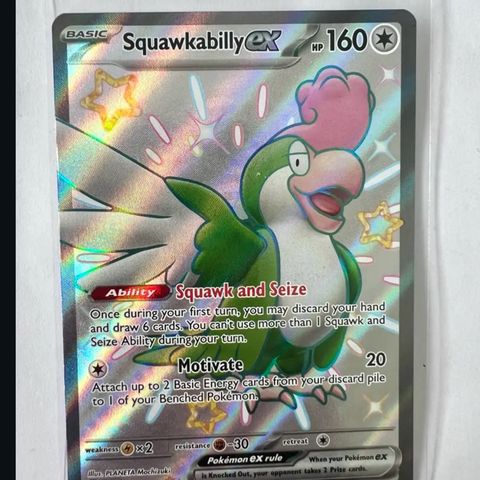 BASIC
Squawkabilly ex HP 160
Ability Squawk and Seize
Once during your first turn, you may discard your hand
and draw 6 cards. You can't use more than 1 Squawk and
Seize Ability during your turn.
Motivate 20
Attach up to 2 Basic Energy cards from your discard pile
to 1 of your Benched Pokémon.
weakness ×2 resistance -30 retreat
Pokémon ex rule When your Pokémon ex
is Knocked Out, your opponent takes 2 Prize cards.
Illus. PLANETA Mochizuki